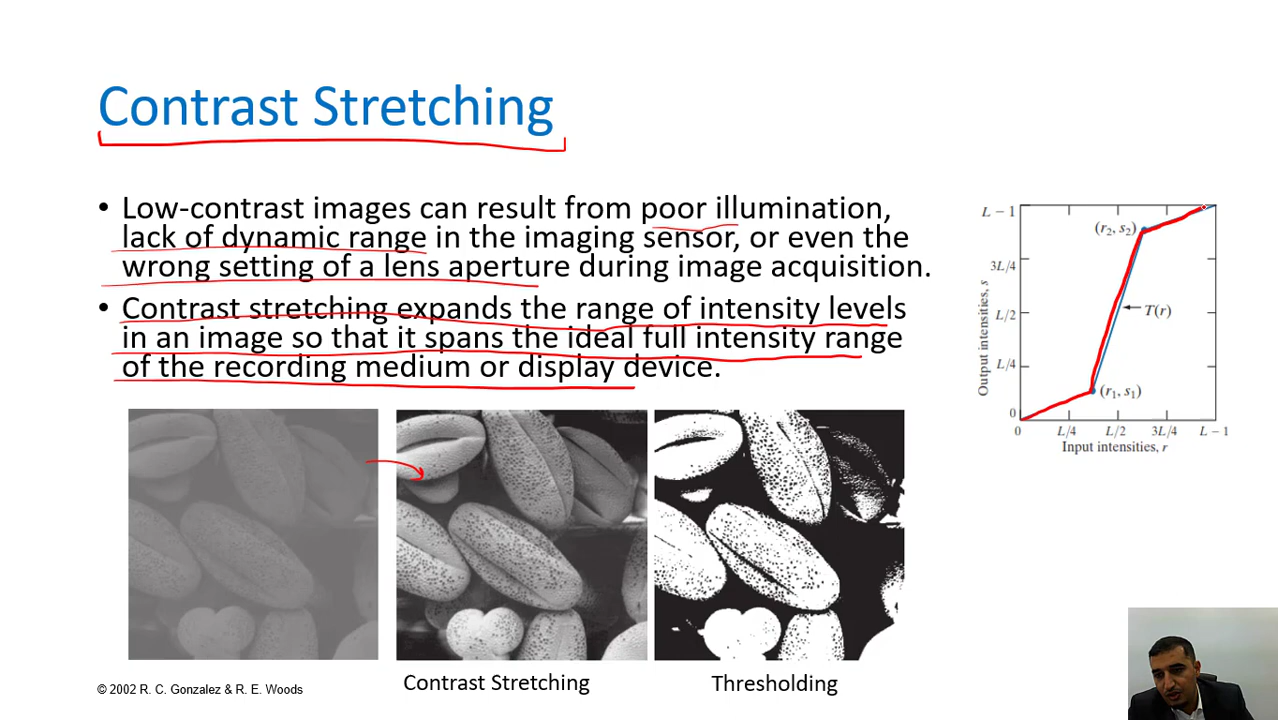 Contrast Stretching
• Low-contrast images can result from poor illumination,
lack of dynamic range in the imaging sensor, or even the
wrong setting of a lens aperture during image acquisition.
• Contrast stretching expands the range of intensity levels
in an image so that it spans the ideal full intensity range
of the recording medium or display device.
L − 1
(r₂, s₂)
3L/4
T(r)
L/2
L/4
(r₁, s₁)
0
Output intensities, s
0 L/4 L/2 3L/4 L − 1
Input intensities, r
Contrast Stretching
Thresholding
© 2002 R. C. Gonzalez & R. E. Woods